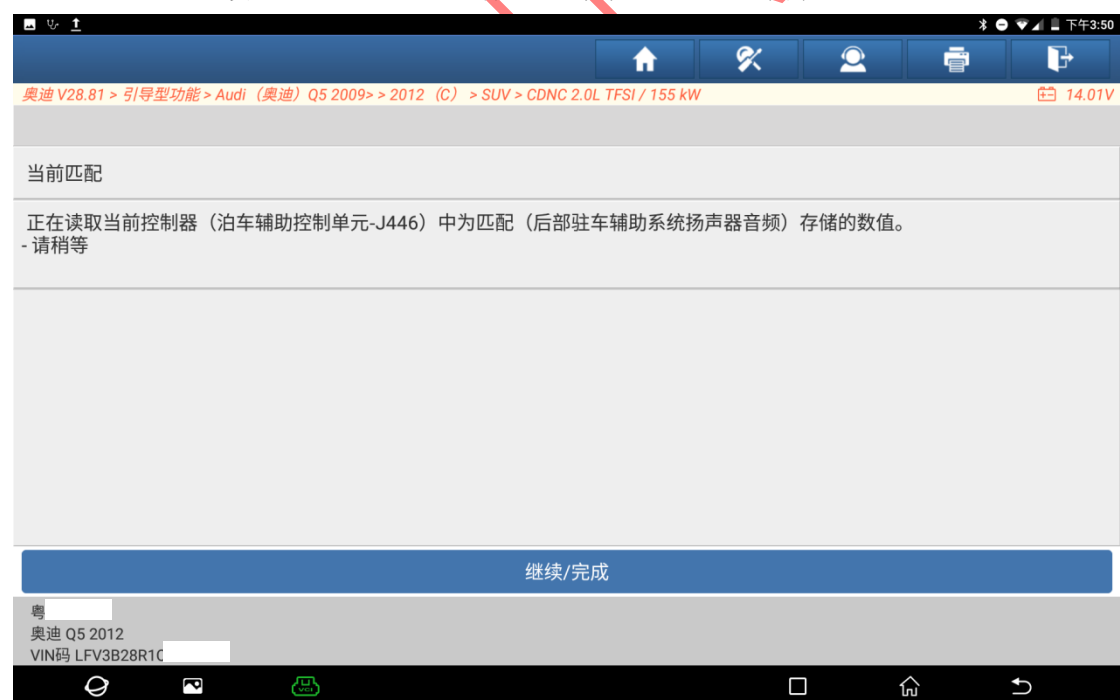 下午3:50
奥迪 V28.81 > 引导型功能 > Audi（奥迪）Q5 2009> > 2012（C） > SUV > CDNC 2.0L TFSI / 155 kW
14.01V
当前匹配
正在读取当前控制器（泊车辅助控制单元-J446）中为匹配（后部驻车辅助系统扬声器音频）存储的数值。
- 请稍等
继续/完成
粤
奥迪 Q5 2012
VIN码 LFV3B28R1
VCI